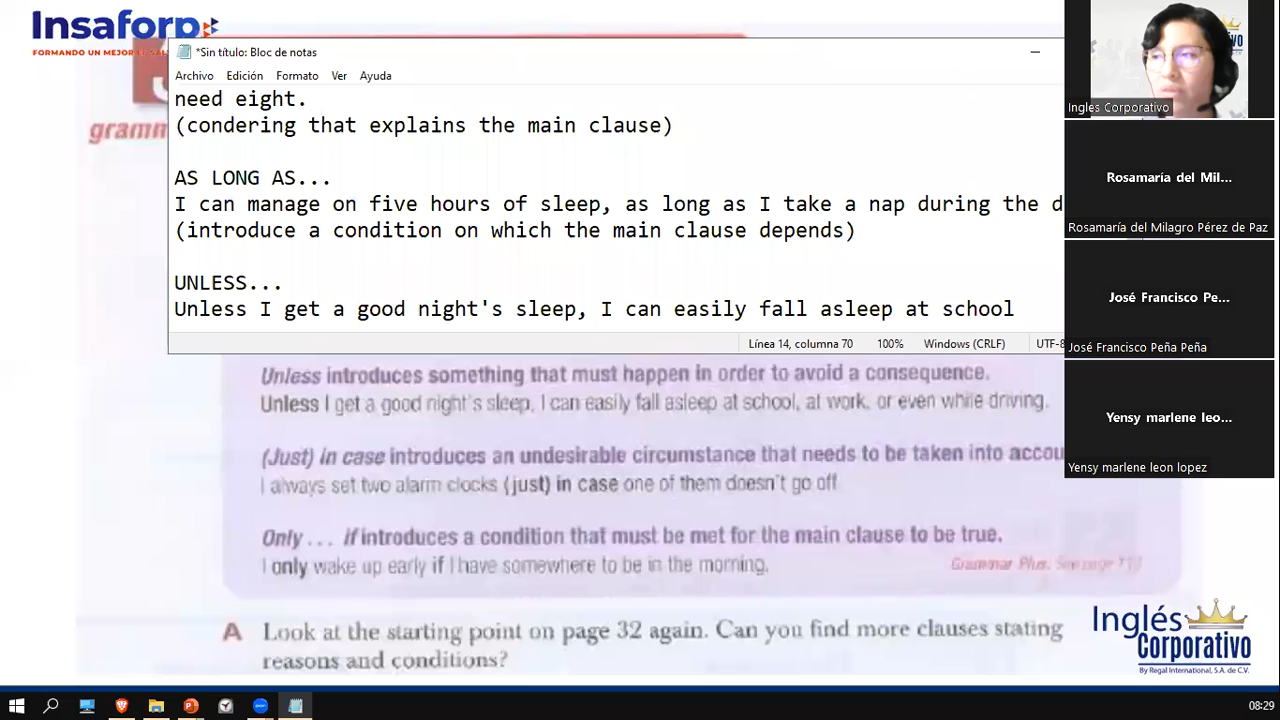 Insaforp
FORMANDO UN MEJOR EL SAL
*Sin título: Bloc de notas
Archivo Edición Formato Ver Ayuda
need eight.
(condering that explains the main clause)
AS LONG AS...
I can manage on five hours of sleep, as long as I take a nap during the d
(introduce a condition on which the main clause depends)
UNLESS...
Unless I get a good night's sleep, I can easily fall asleep at school
Línea 14, columna 70 100% Windows (CRLF) UTF-8
gramm
Unless introduces something that must happen in order to avoid a consequence.
Unless I get a good night's sleep, I can easily fall asleep at school, at work, or even while driving.
(Just) in case introduces an undesirable circumstance that needs to be taken into accou
I always set two alarm clocks (just) in case one of them doesn't go off
Only . . . if introduces a condition that must be met for the main clause to be true.
I only wake up early if I have somewhere to be in the morning.
Grammar Plus. See page
A Look at the starting point on page 32 again. Can you find more clauses stating
reasons and conditions?
Inglés Corporativo
Rosamaría del Mil...
Rosamaría del Milagro Pérez de Paz
José Francisco Pe...
José Francisco Peña Peña
Yensy marlene leo...
Yensy marlene leon lopez
Inglés
Corporativo
By Regal International, S.A. de C.V.
08:29